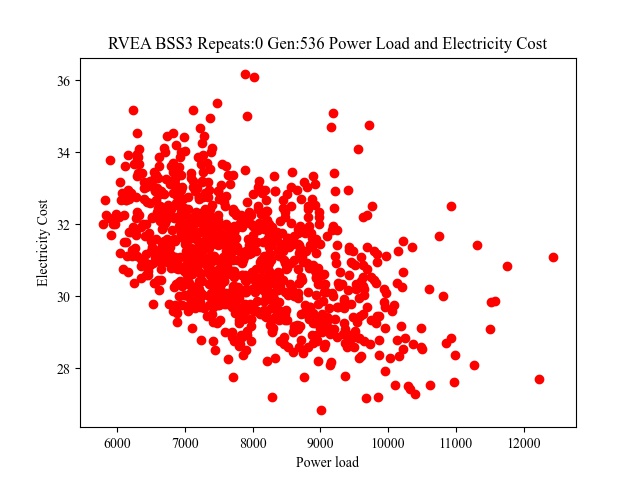 RVEA BSS3 Repeats:0 Gen:536 Power Load and Electricity Cost
36
34
32
30
28
Electricity Cost
6000 7000 8000 9000 10000 11000 12000
Power load